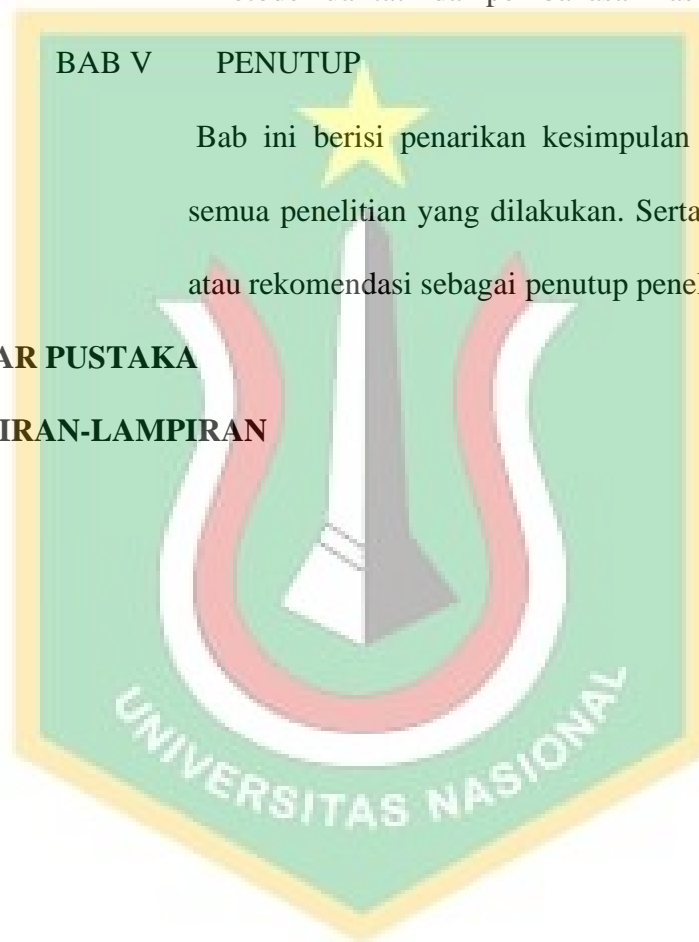 BAB V PENUTUP
Bab ini berisi penarikan kesimpulan
semua penelitian yang dilakukan. Serta
atau rekomendasi sebagai penutup
AR PUSTAKA
IRAN-LAMPIRAN
UNIVERSITAS NASIONAL